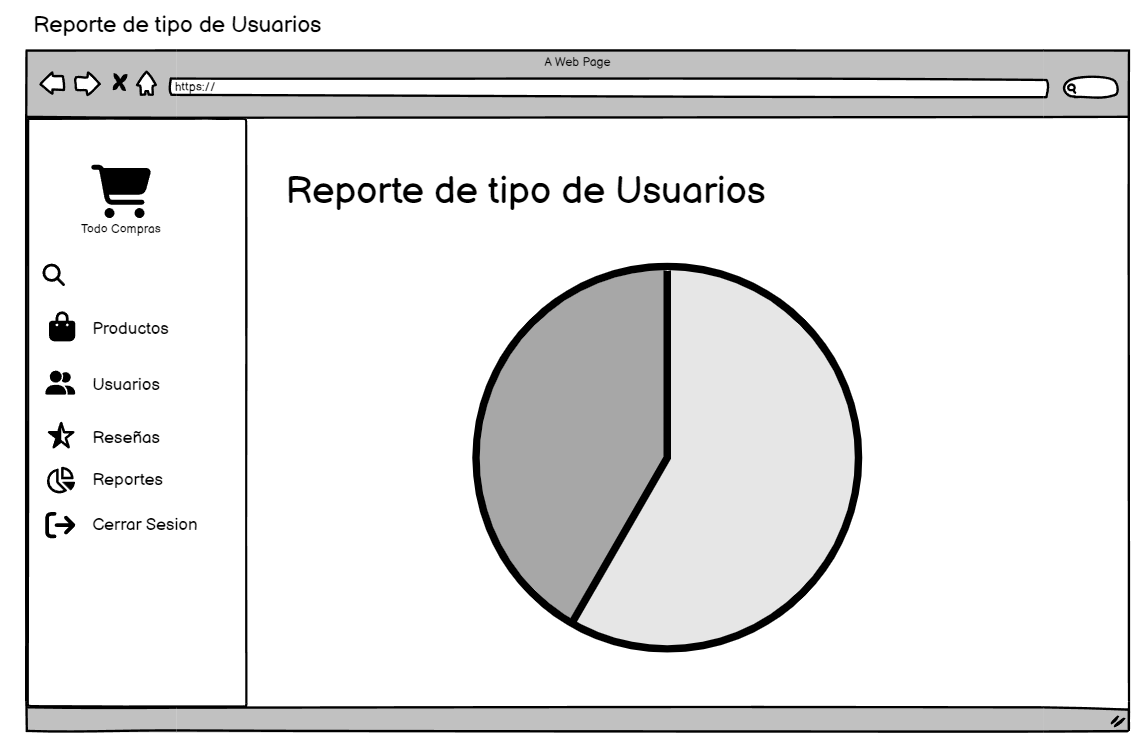 Reporte de tipo de Usuarios
A Web Page
https://
Todo Compras
Reporte de tipo de Usuarios
Productos
Usuarios
Reseñas
Reportes
Cerrar Sesion